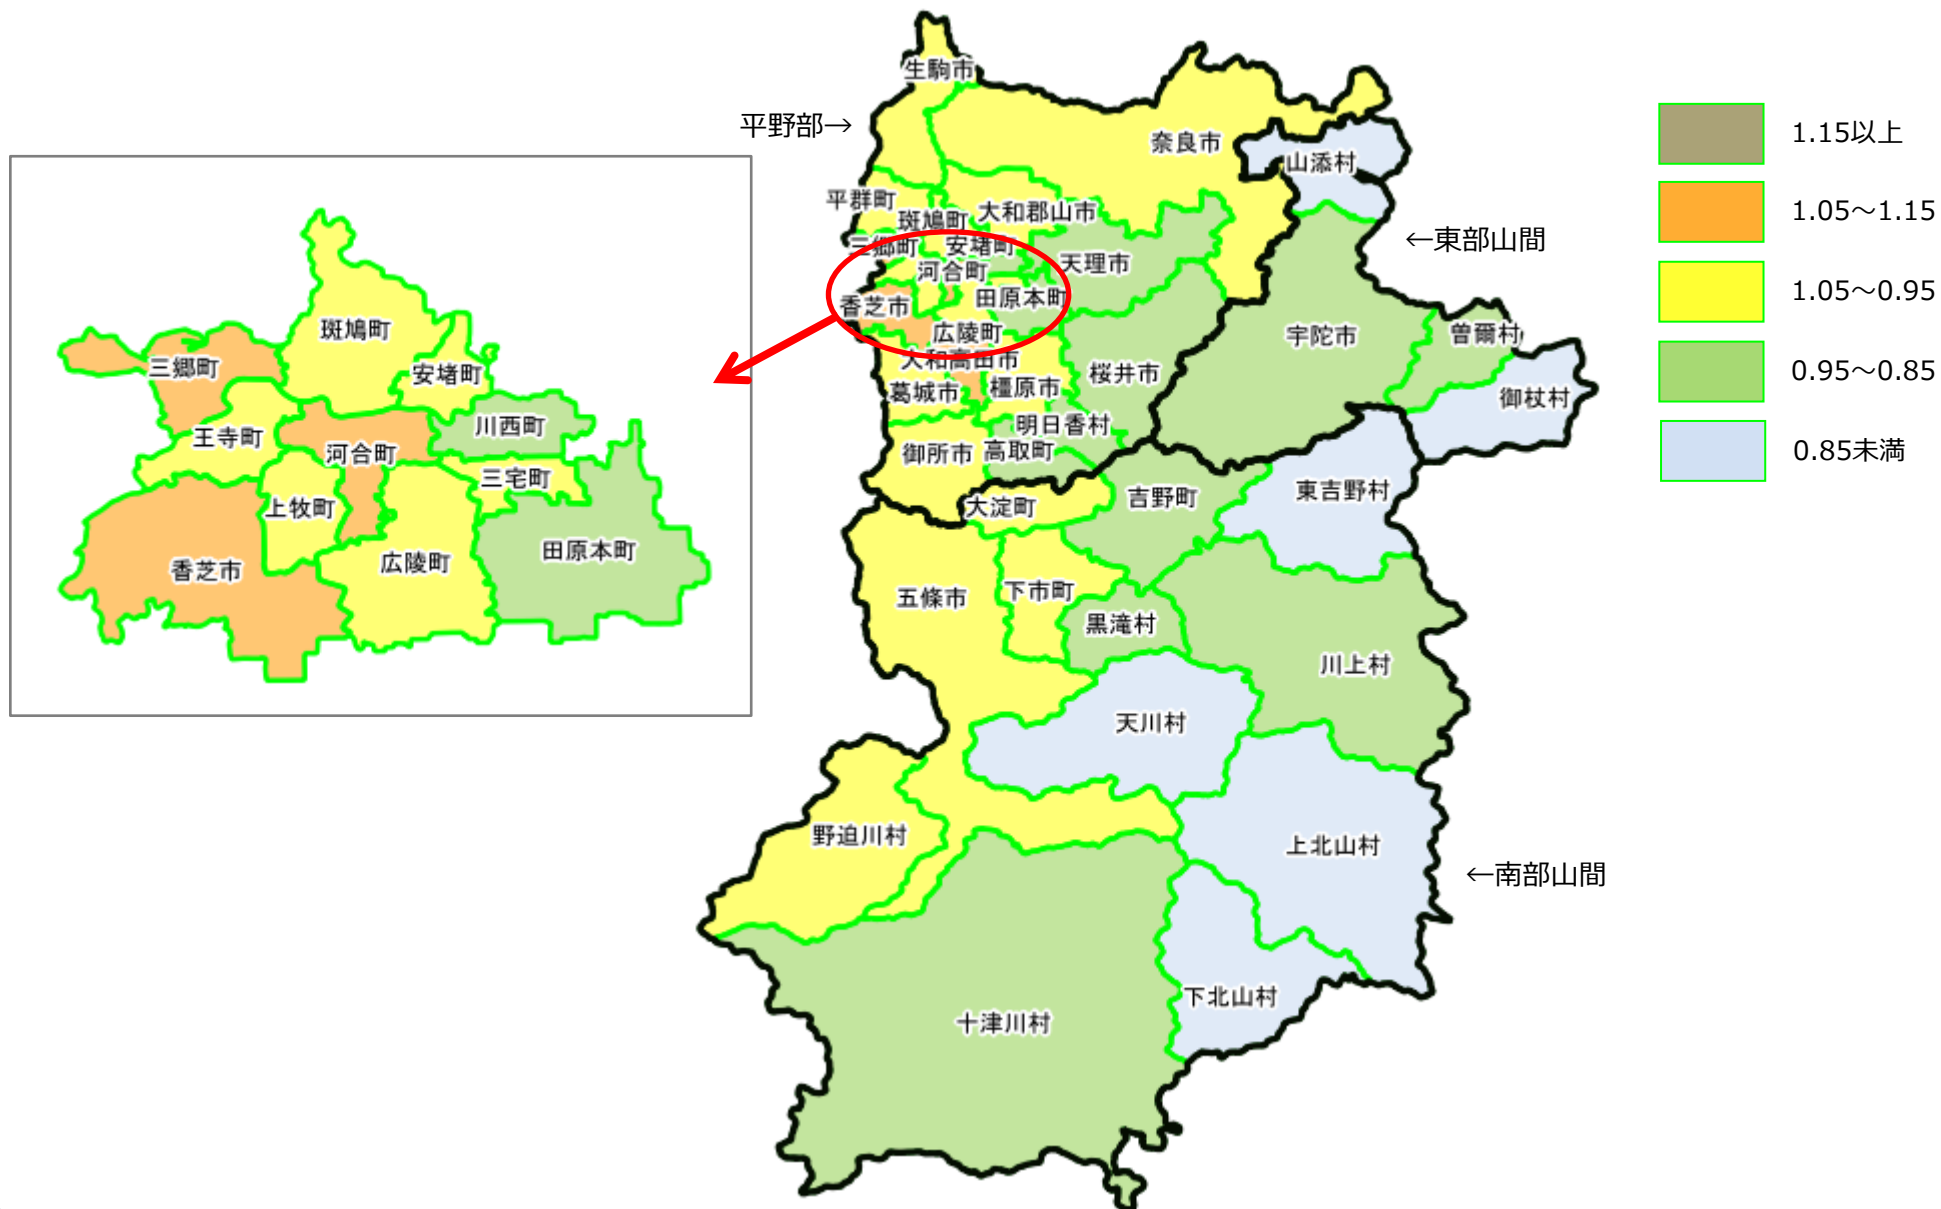 生駒市
平野部→
奈良市
山添村
平群町
斑鳩町
大和郡山市
三郷町
安堵町
←東部山間
河合町
天理市
香芝市
田原本町
広陵町
宇陀市
曽爾村
大和高田市
桜井市
葛城市
橿原市
御杖村
明日香村
御所市
高取町
吉野町
東吉野村
大淀町
五條市
下市町
黒滝村
川上村
天川村
野迫川村
上北山村
←南部山間
下北山村
十津川村
斑鳩町
三郷町
安堵町
川西町
王寺町
河合町
三宅町
上牧町
田原本町
広陵町
香芝市
1.15以上
1.05～1.15
1.05～0.95
0.95～0.85
0.85未満